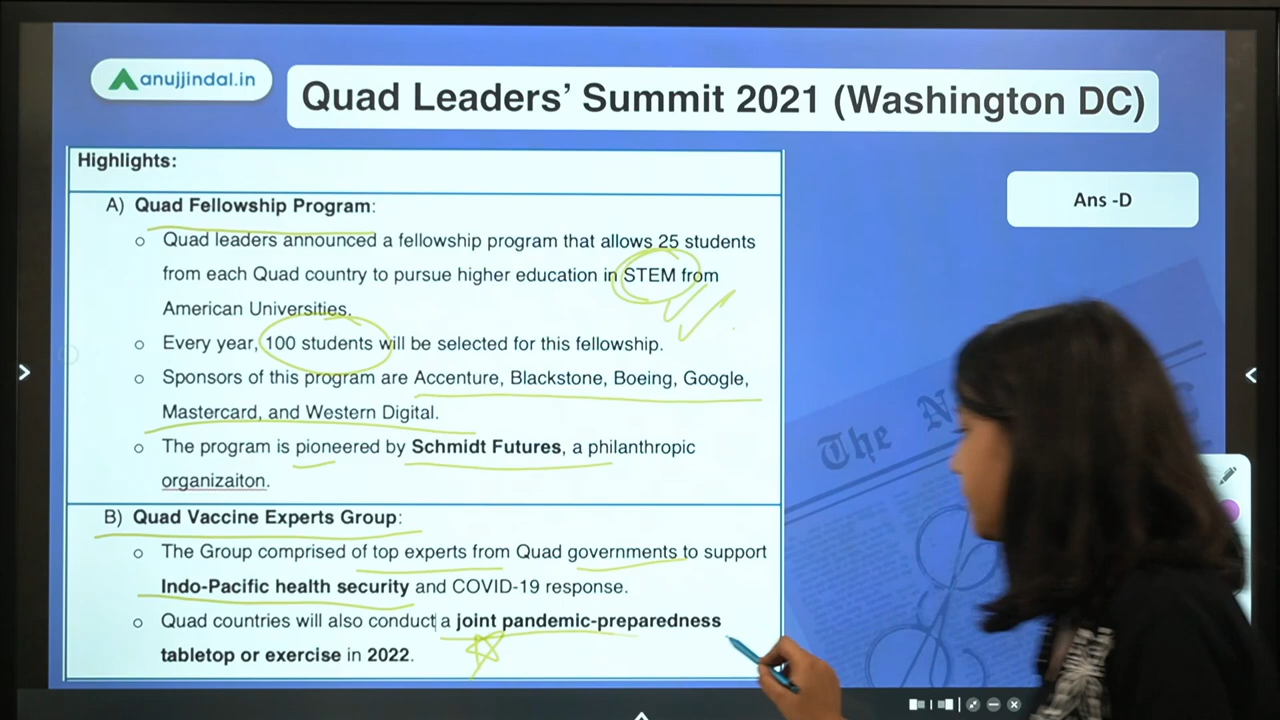 anujjindal.in
Quad Leaders’ Summit 2021 (Washington DC)
Highlights:
Ans -D
A) Quad Fellowship Program:
o Quad leaders announced a fellowship program that allows 25 students
from each Quad country to pursue higher education in STEM from
American Universities.
o Every year, 100 students will be selected for this fellowship.
o Sponsors of this program are Accenture, Blackstone, Boeing, Google,
Mastercard, and Western Digital.
o The program is pioneered by Schmidt Futures, a philanthropic
organizaiton.
B) Quad Vaccine Experts Group:
o The Group comprised of top experts from Quad governments to support
Indo-Pacific health security and COVID-19 response.
o Quad countries will also conduct a joint pandemic-preparedness
tabletop or exercise in 2022.
The N